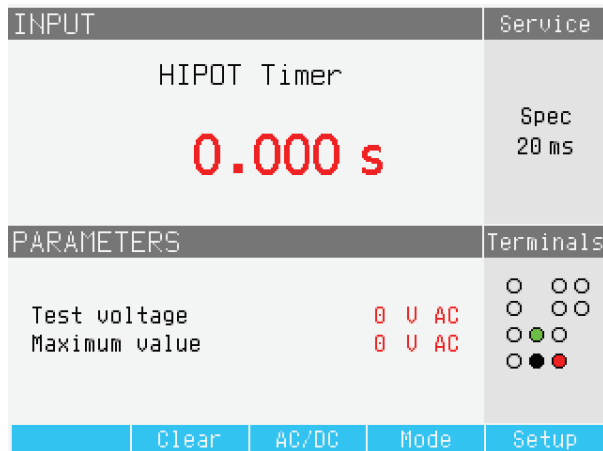 INPUT
Service
HIPOT Timer
0.000 s
Spec
20 ms
PARAMETERS
Terminals
Test voltage 0 V AC
Maximum value 0 V AC
Clear AC/DC Mode Setup